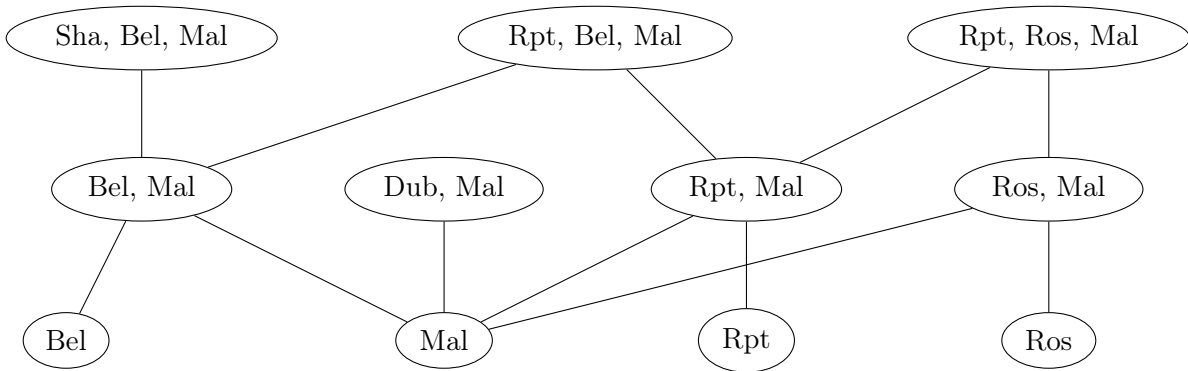 Sha, Bel, Mal
Rpt, Bel, Mal
Rpt, Ros, Mal
Bel, Mal
Dub, Mal
Rpt, Mal
Ros, Mal
Bel
Mal
Rpt
Ros